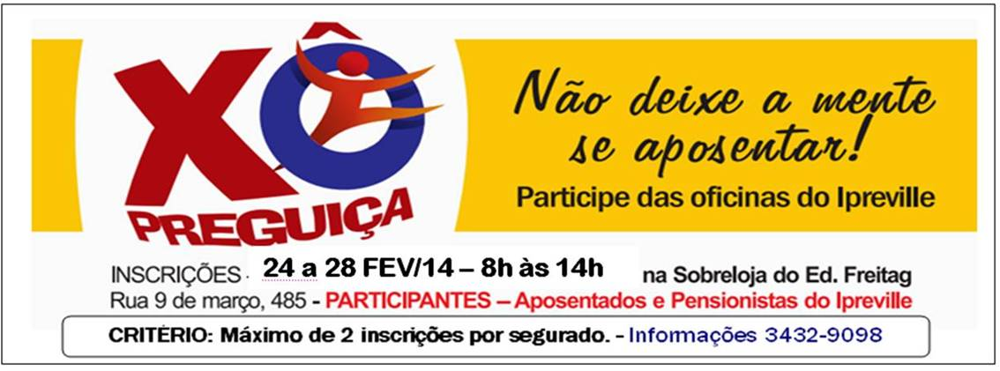 XÔ
PREGUIÇA
Não deixe a mente
se aposentar!
Participe das oficinas do Ipreville
INSCRIÇÕES - 24 a 28 FEV/14 – 8h às 14h na Sobreloja do Ed. Freitag
Rua 9 de março, 485 - PARTICIPANTES – Aposentados e Pensionistas do Ipreville
CRITÉRIO: Máximo de 2 inscrições por segurado. - Informações 3432-9098